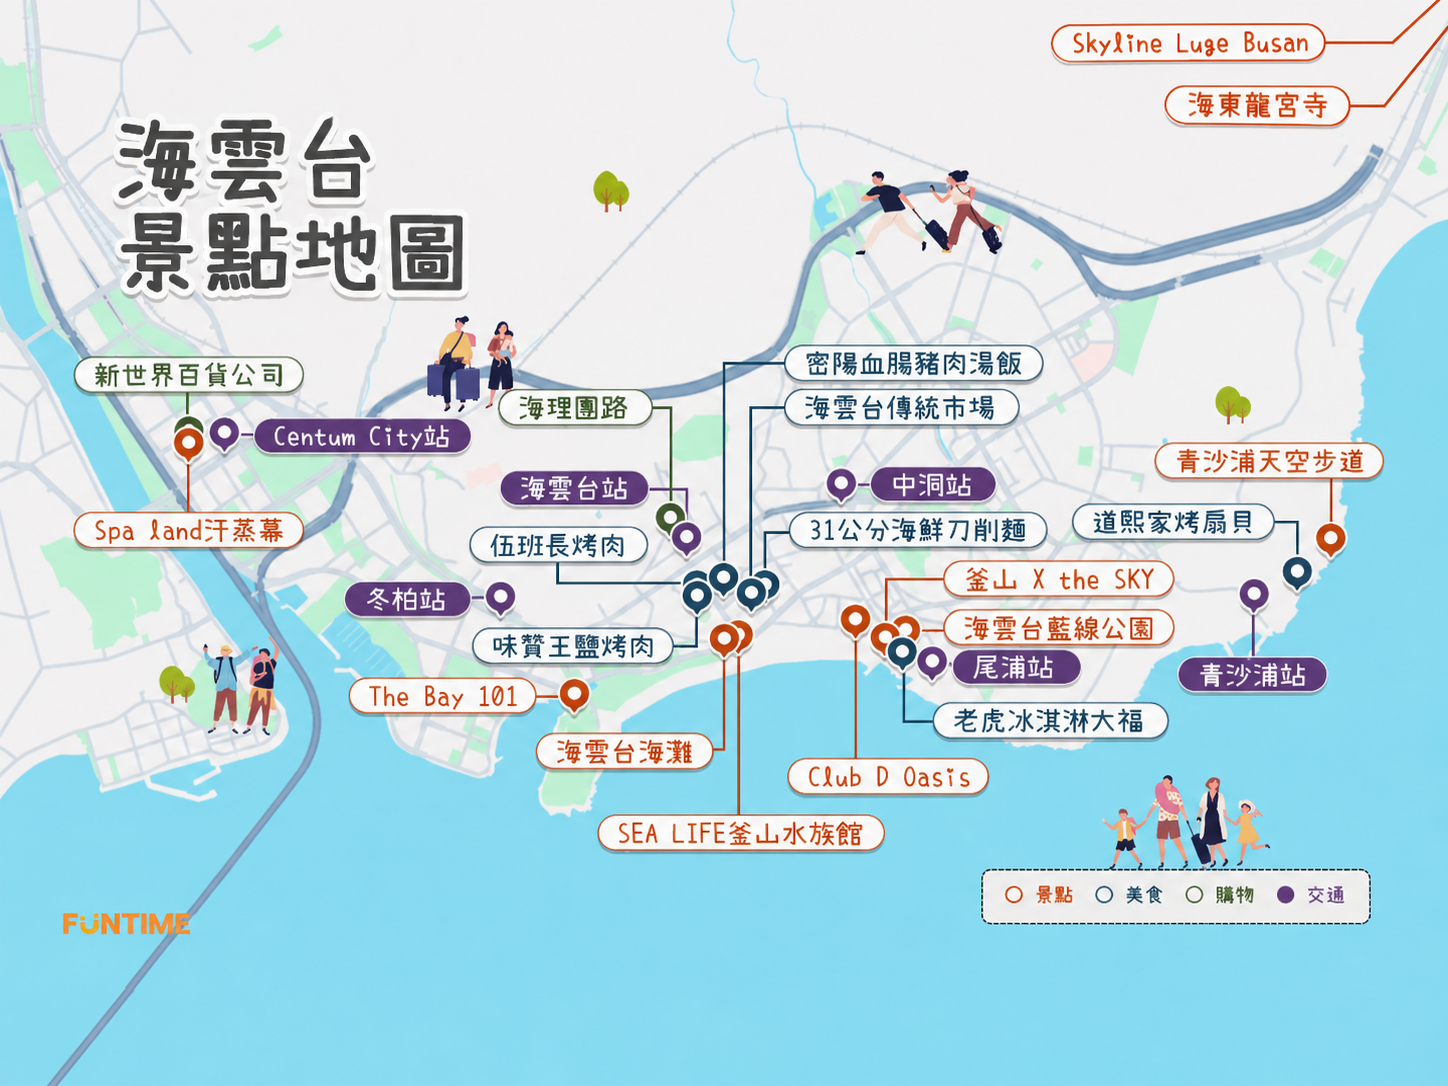 Skyline Luge Busan
海東龍宮寺
海雲台
景點地圖
新世界百貨公司
Centum City站
Spa land汗蒸幕
海理團路
密陽血腸豬肉湯飯
海雲台傳統市場
海雲台站
中洞站
青沙浦天空步道
伍班長烤肉
31公分海鮮刀削麵
道熙家烤扇貝
冬柏站
釜山 X the SKY
味贊王鹽烤肉
海雲台藍線公園
尾浦站
青沙浦站
The Bay 101
老虎冰淇淋大福
海雲台海灘
Club D Oasis
SEA LIFE釜山水族館
景點 美食 購物 交通
FUNTIME